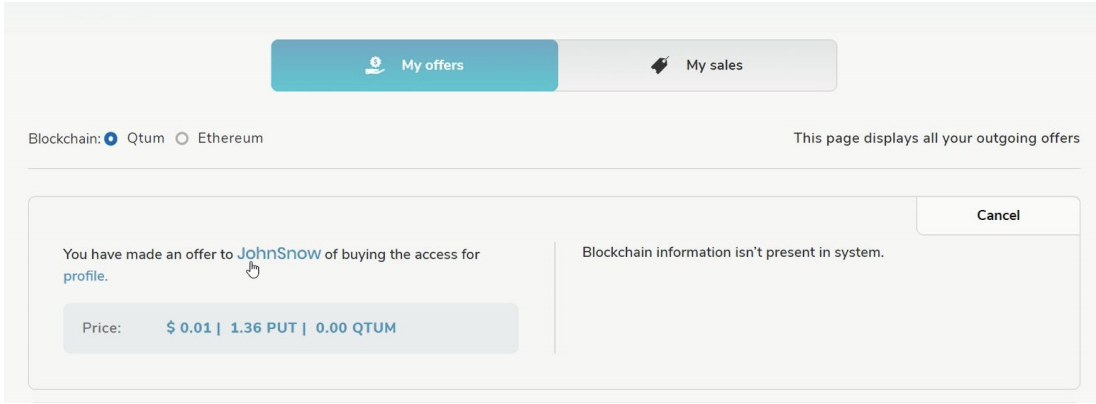 My offers
My sales
Blockchain: Qtum Ethereum
This page displays all your outgoing offers
Cancel
You have made an offer to JohnSnow of buying the access for
profile.
Blockchain information isn't present in system.
Price: $ 0.01 | 1.36 PUT | 0.00 QTUM